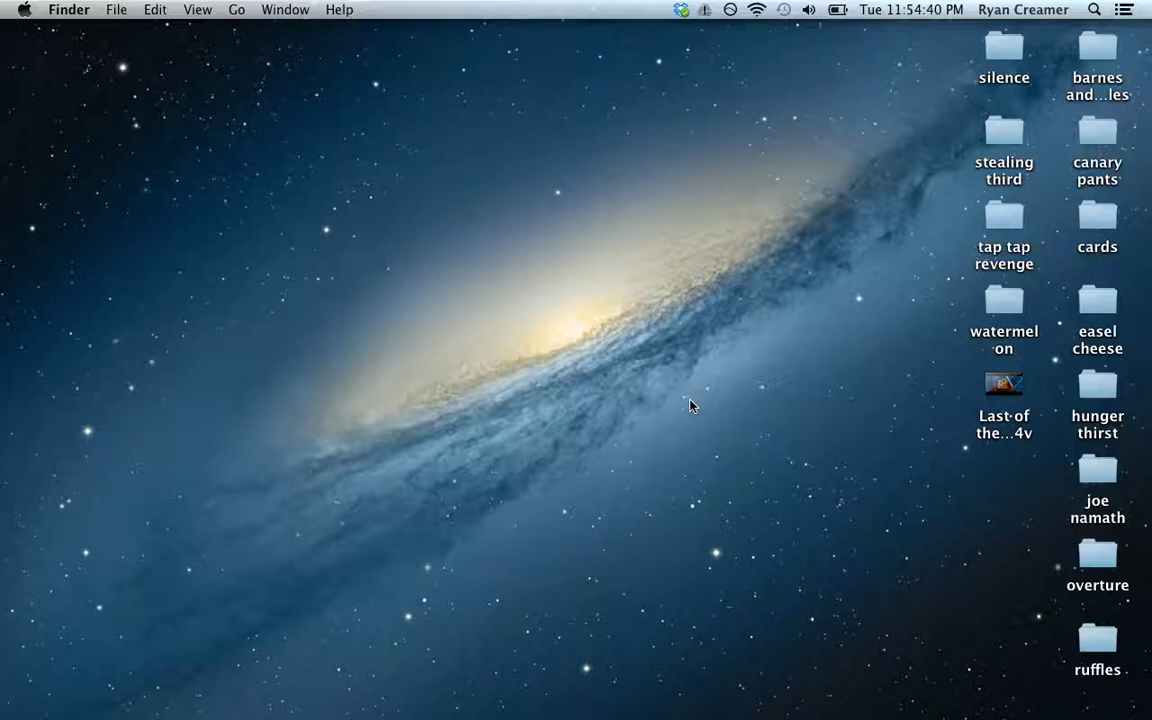 Finder File Edit View Go Window Help Tue 11:54:40 PM Ryan Creamer
silence
barnes
and...les
stealing
third
canary
pants
tap tap
revenge
cards
watermel
on
easel
cheese
Last of
the...4v
hunger
thirst
joe
namath
overture
ruffles